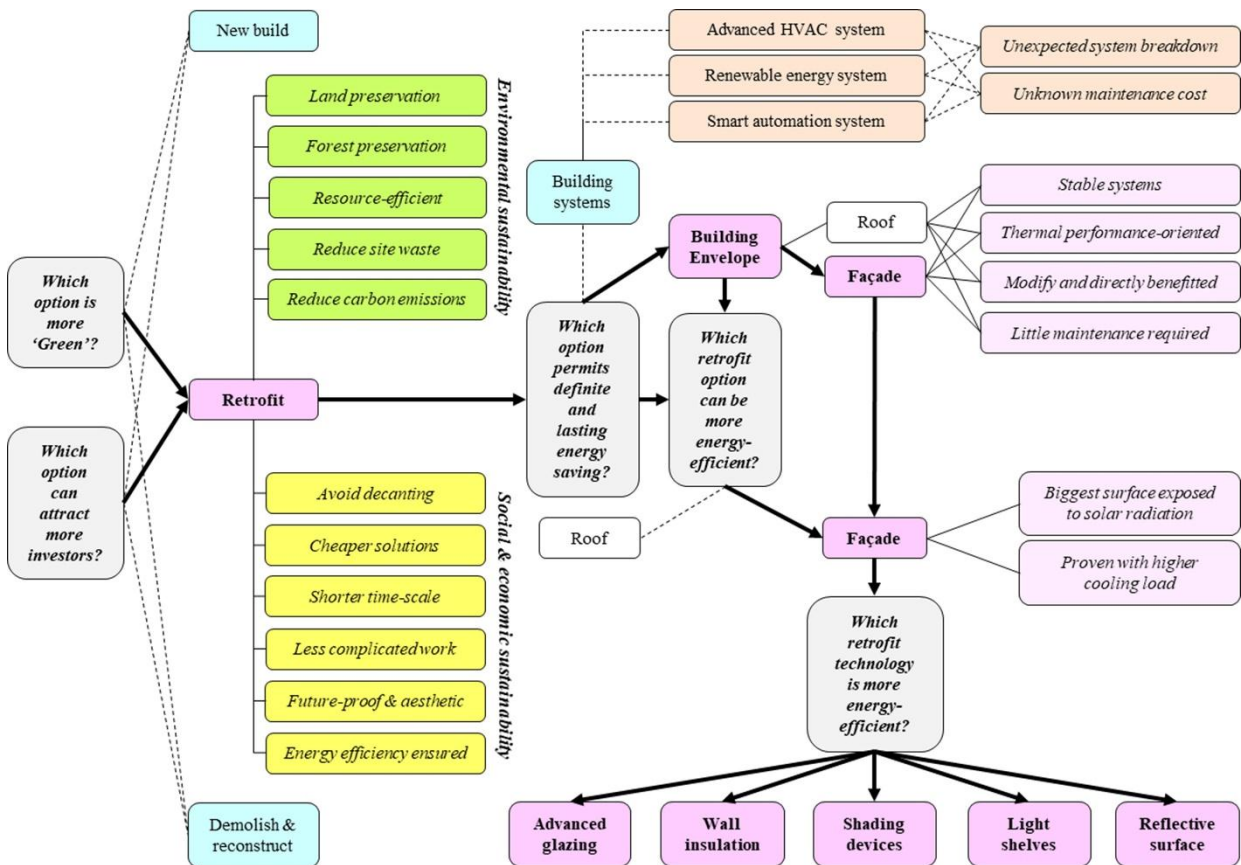 New build
Land preservation
Forest preservation
Resource-efficient
Reduce site waste
Reduce carbon emissions
Environmental sustainability
Which
option is
more
‘Green’?
Retrofit
Which
option
can
attract
more
investors?
Avoid decanting
Cheaper solutions
Shorter time-scale
Less complicated work
Future-proof & aesthetic
Energy efficiency ensured
Social & economic sustainability
Demolish &
reconstruct
Advanced HVAC system
Renewable energy system
Smart automation system
Unexpected system breakdown
Unknown maintenance cost
Building
systems
Building
Envelope
Roof
Façade
Stable systems
Thermal performance-oriented
Modify and directly benefitted
Little maintenance required
Which
option
permits
definite
and
lasting
energy
saving?
Which
retrofit
option
can be
more
energy-
efficient?
Roof
Façade
Biggest surface exposed
to solar radiation
Proven with higher
cooling load
Which
retrofit
technology
is more
energy-
efficient?
Advanced
glazing
Wall
insulation
Shading
devices
Light
shelves
Reflective
surface